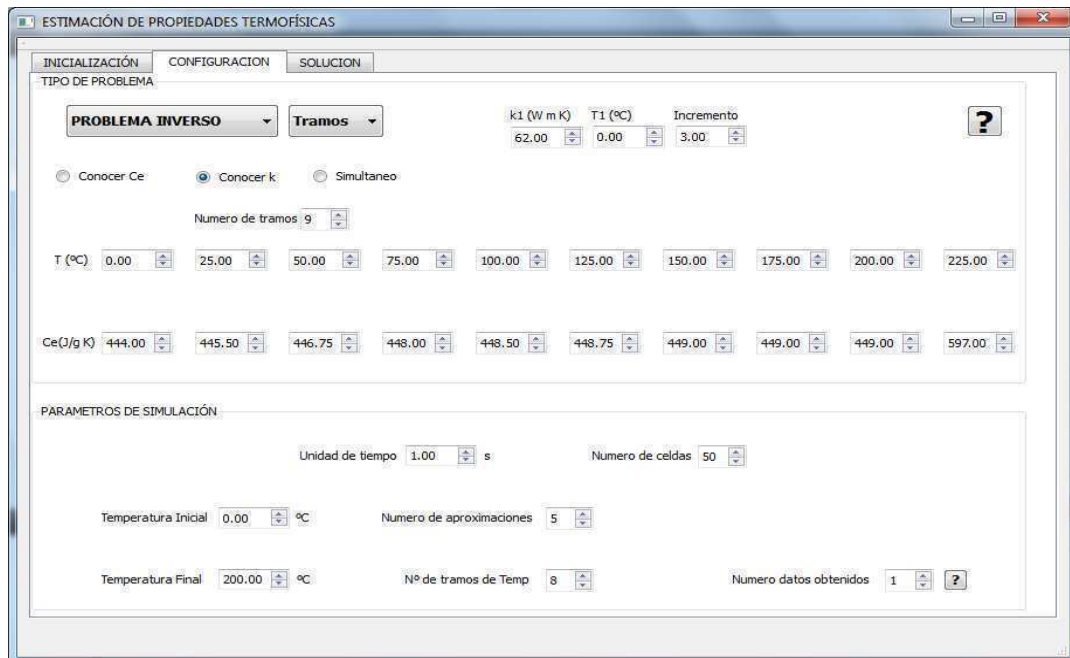 ESTIMACIÓN DE PROPIEDADES TERMOFÍSICAS
INICIALIZACIÓN CONFIGURACION SOLUCION
TIPO DE PROBLEMA
k1 (W m K) T1 (ºC) Incremento
PROBLEMA INVERSO Tramos 62.00 0.00 3.00 ?
Conocer Ce Conocer k Simultaneo
Numero de tramos 9
T (ºC) 0.00 25.00 50.00 75.00 100.00 125.00 150.00 175.00 200.00 225.00
Ce(J/g K) 444.00 445.50 446.75 448.00 448.50 448.75 449.00 449.00 449.00 597.00
PARAMETROS DE SIMULACIÓN
Unidad de tiempo 1.00 s Numero de celdas 50
Temperatura Inicial 0.00 ºC Numero de aproximaciones 5
Temperatura Final 200.00 ºC Nº de tramos de Temp 8 Numero datos obtenidos 1 ?